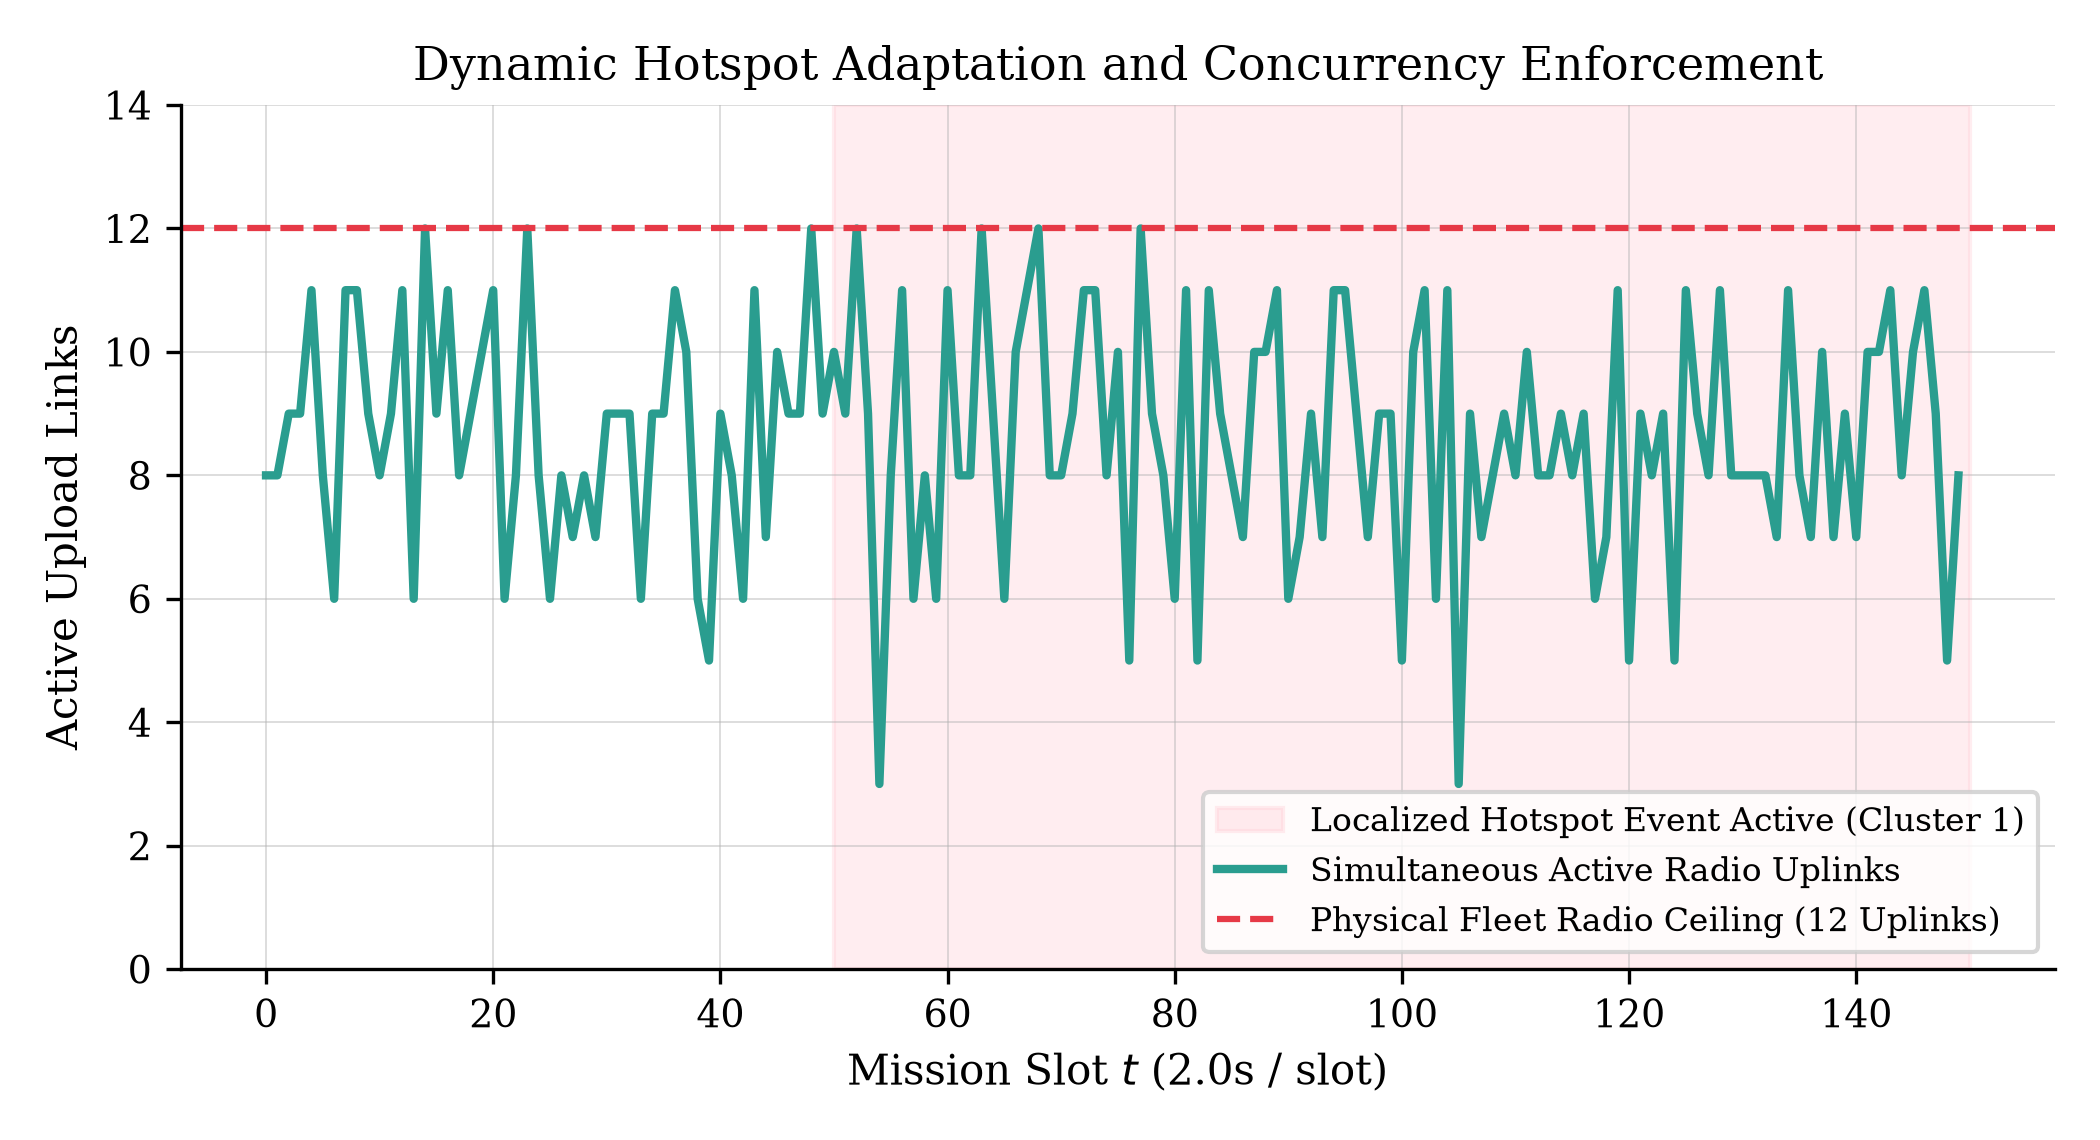 Dynamic Hotspot Adaptation and Concurrency Enforcement
Active Upload Links
14
12
10
8
6
4
2
0
Localized Hotspot Event Active (Cluster 1)
Simultaneous Active Radio Uplinks
Physical Fleet Radio Ceiling (12 Uplinks)
0 20 40 60 80 100 120 140
Mission Slot t (2.0s / slot)